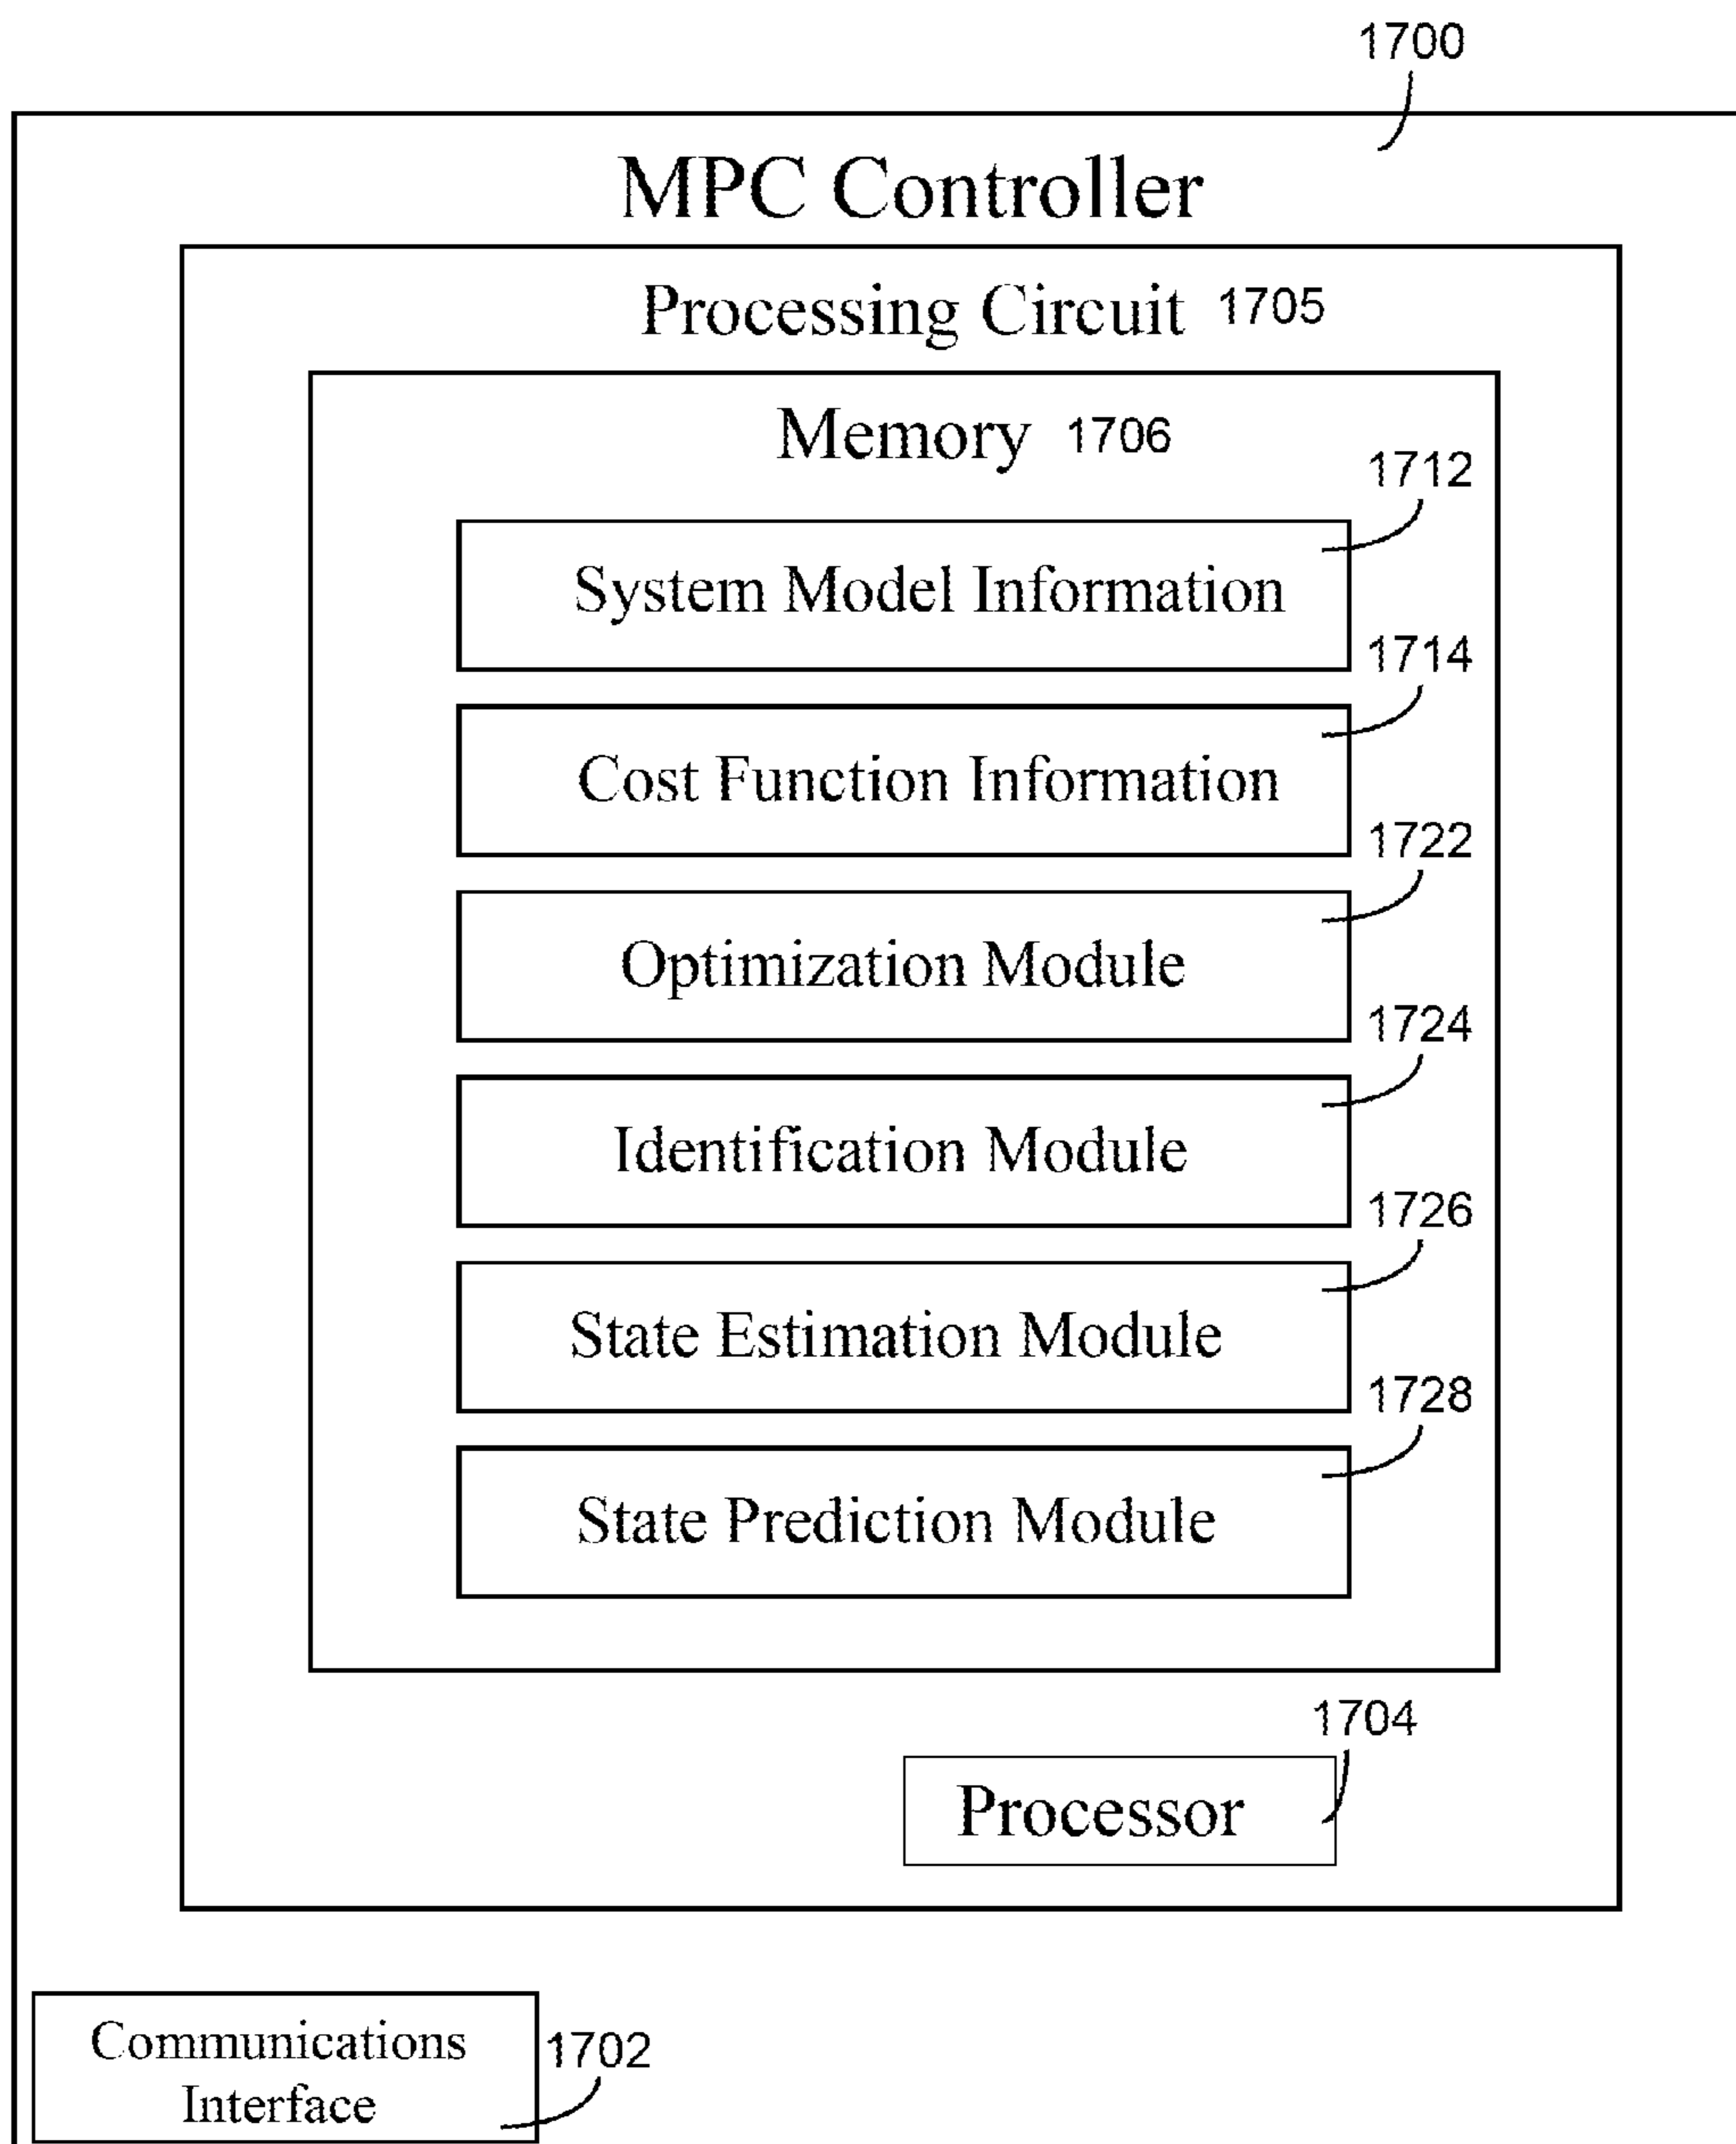 1700
MPC Controller
Processing Circuit 1705
Memory 1706
1712
System Model Information
1714
Cost Function Information
1722
Optimization Module
1724
Identification Module
1726
State Estimation Module
1728
State Prediction Module
1704
Processor
Communications
Interface
1702